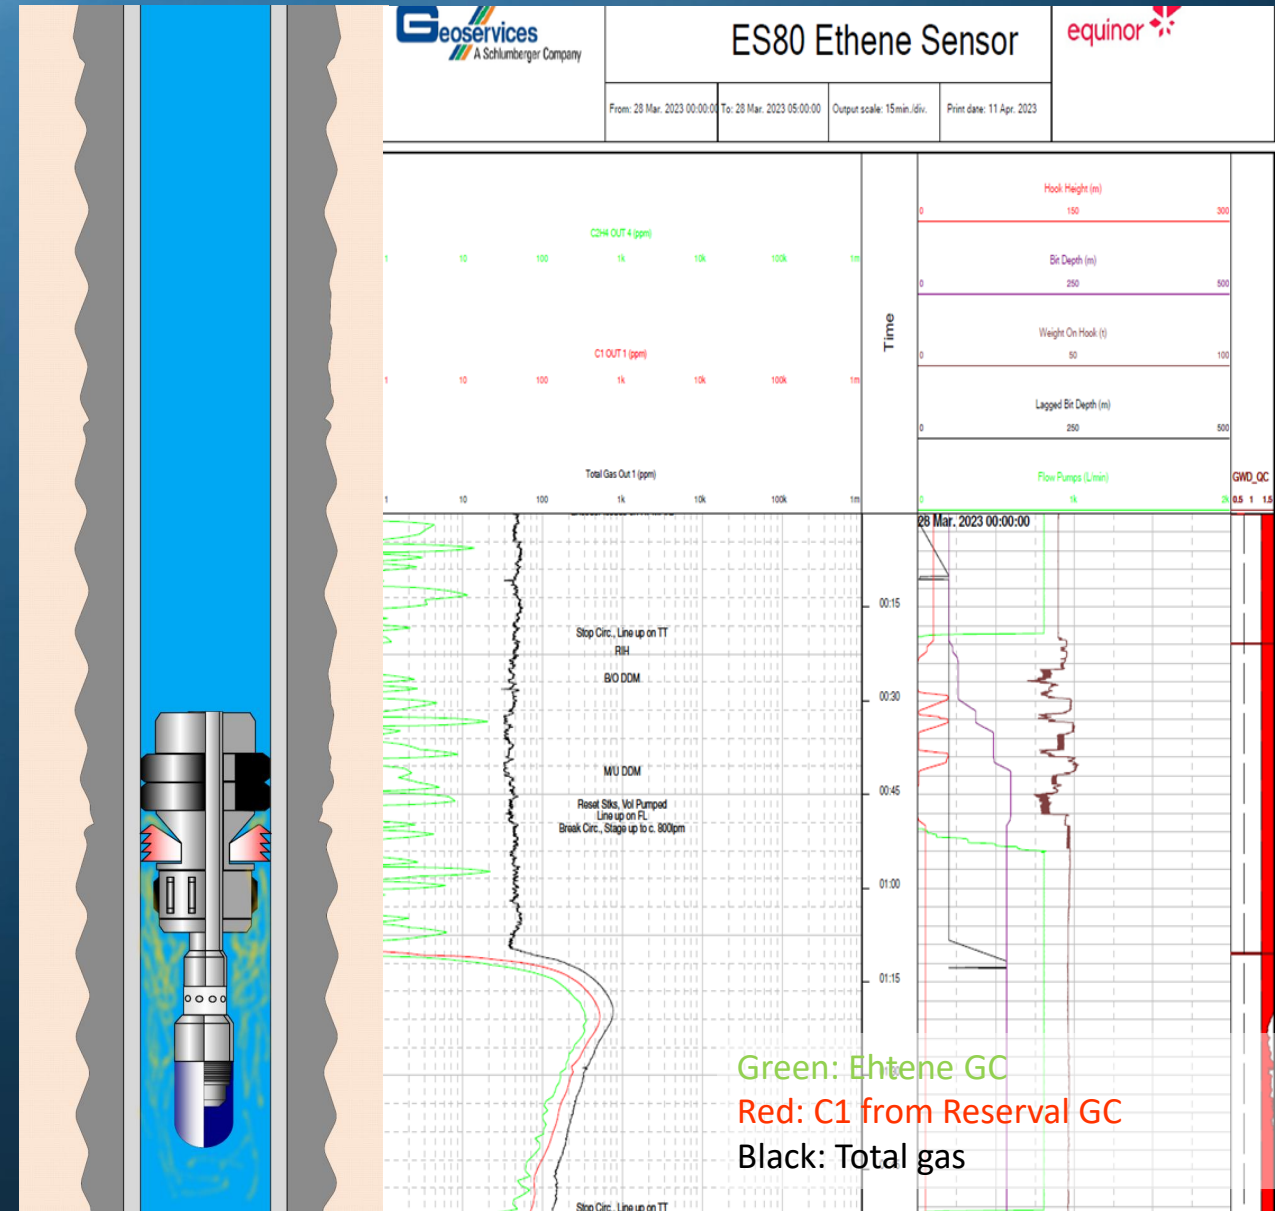 Geoservices
A Schlumberger Company
ES80 Ethene Sensor
equinor
From: 28 Mar. 2023 00:00:00
To: 28 Mar. 2023 05:00:00
Output scale: 15min./div.
Print date: 11 Apr. 2023
C2H4 OUT 4 (ppm)
1 10 100 1k 10k 100k 1m
C1 OUT 1 (ppm)
1 10 100 1k 10k 100k 1m
Total Gas Out 1 (ppm)
1 10 100 1k 10k 100k 1m
Time
Hook Height (m)
0 150 300
Bit Depth (m)
0 250 500
Weight On Hook (t)
0 50 100
Lagged Bit Depth (m)
0 250 500
Flow Pumps (L/min)
0 1k 2k
GWD_QC
0.5 1 1.5
28 Mar. 2023 00:00:00
00:15
Stop Circ., Line up on TT
RIH
B/O DDM
00:30
M/U DDM
00:45
Reset Stks, Vol Pumped
Line up on FL
Break Circ., Stage up to c. 800lpm
01:00
01:15
01:30
Green: Ehtene GC
Red: C1 from Reserval GC
Black: Total gas
Stop Circ., Line up on TT